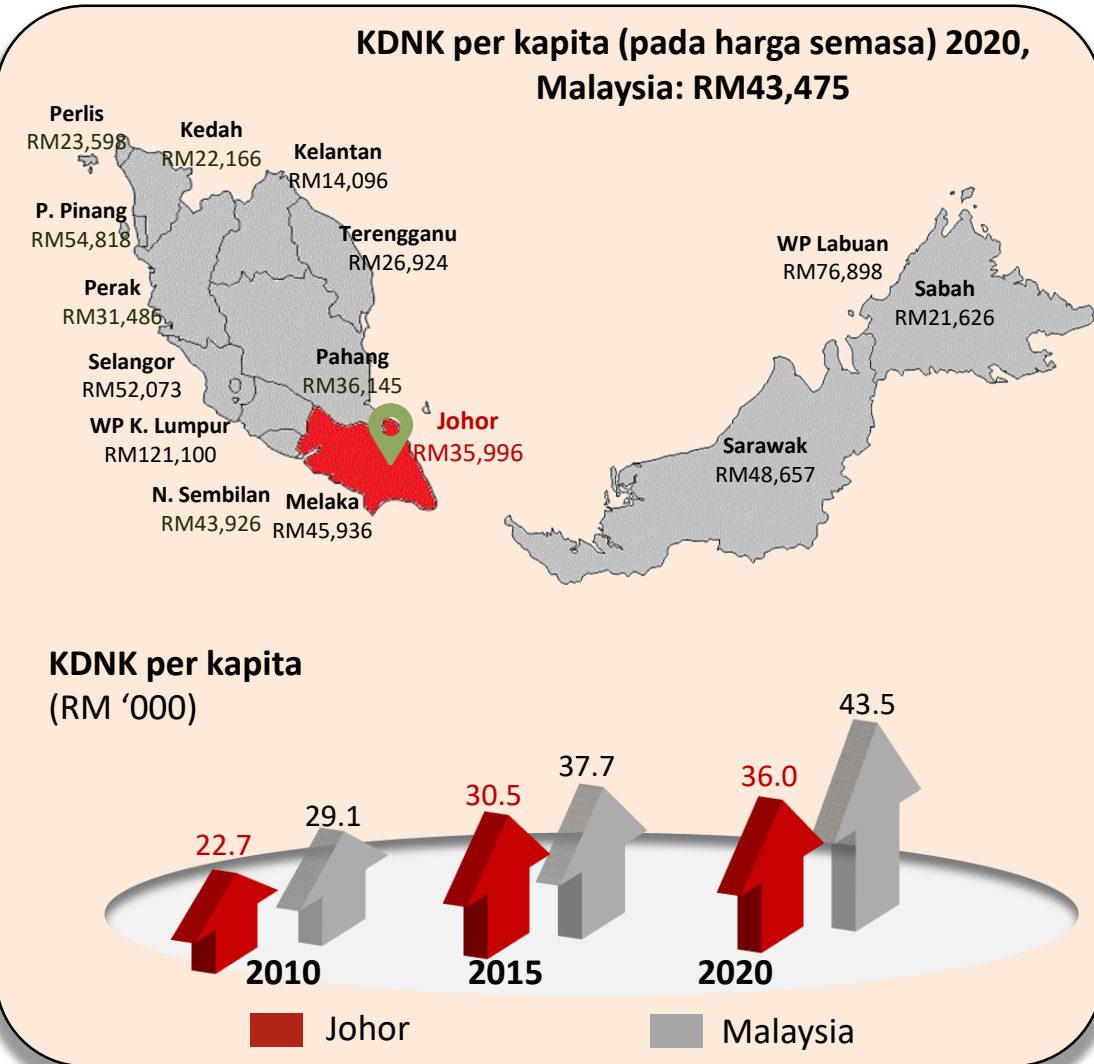 KDNK per kapita (pada harga semasa) 2020,
Malaysia: RM43,475
Perlis
RM23,598
Kedah
RM22,166
Kelantan
RM14,096
P. Pinang
RM54,818
Terengganu
RM26,924
Perak
RM31,486
Selangor
RM52,073
Pahang
RM36,145
WP K. Lumpur
RM121,100
Johor
RM35,996
N. Sembilan
RM43,926
Melaka
RM45,936
WP Labuan
RM76,898
Sabah
RM21,626
Sarawak
RM48,657
KDNK per kapita
(RM ‘000)
22.7
29.1
30.5
37.7
36.0
43.5
2010
2015
2020
Johor
Malaysia